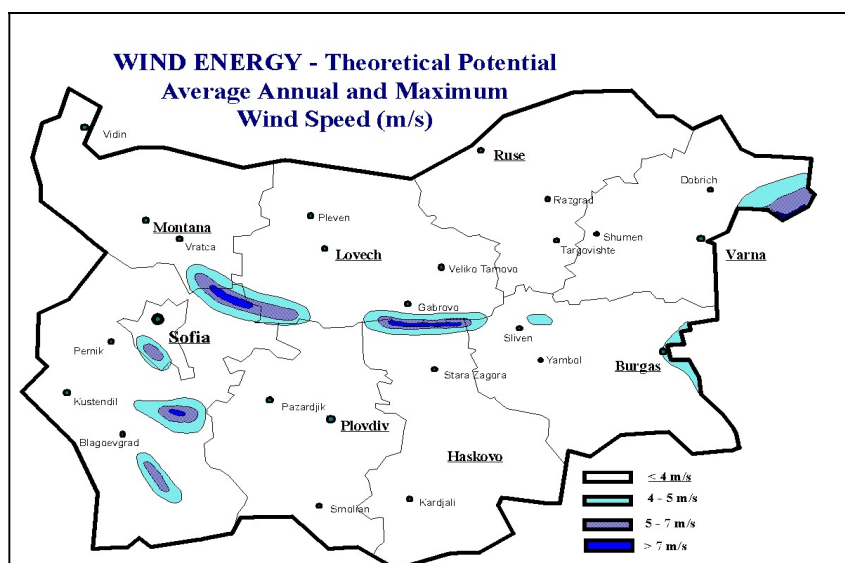 WIND ENERGY - Theoretical Potential
Average Annual and Maximum
Wind Speed (m/s)
Vidin
Ruse
Dobrich
Razgrad
Montana
Pleven
Vratca
Lovech
Targovishte
Shumen
Varna
Veliko Tarnovo
Gabrovo
Sofia
Sliven
Pernik
Yambol
Burgas
Stara Zagora
Kustendil
Pazardjik
Plovdiv
Blagoevgrad
Haskovo
Smolian
Kardjali
< 4 m/s
4 - 5 m/s
5 - 7 m/s
> 7 m/s